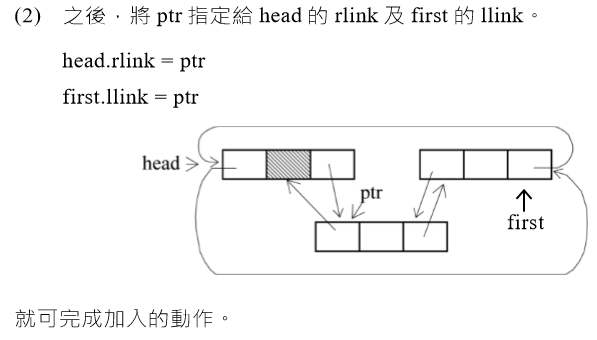 (2) 之後，將 ptr 指定給 head 的 rlink 及 first 的 llink。
head.rlink = ptr
first.llink = ptr
head
ptr
first
就可完成加入的動作。